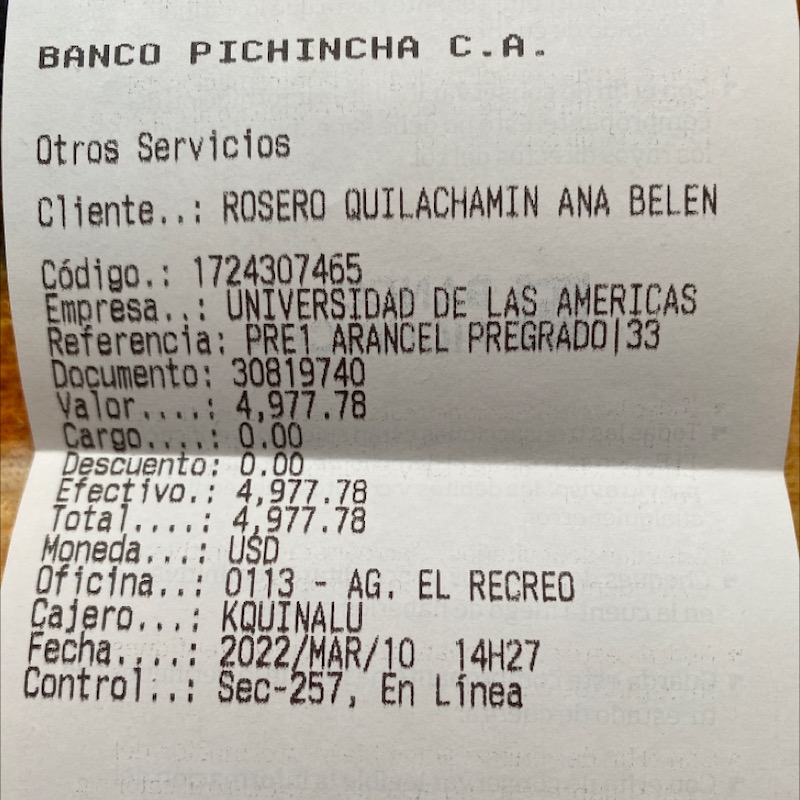 BANCO PICHINCHA C.A.
Otros Servicios
Cliente..: ROSERO QUILACHAMIN ANA BELEN
Código.: 1724307465
Empresa..: UNIVERSIDAD DE LAS AMERICAS
Referencia: PRE1 ARANCEL PREGRADO|33
Documento: 30819740
Valor....: 4,977.78
Cargo....: 0.00
Descuento: 0.00
Efectivo.: 4,977.78
Total....: 4,977.78
Moneda...: USD
Oficina..: 0113 - AG. EL RECREO
Cajero...: KQUINALU
Fecha....: 2022/MAR/10 14H27
Control..: Sec-257, En Línea